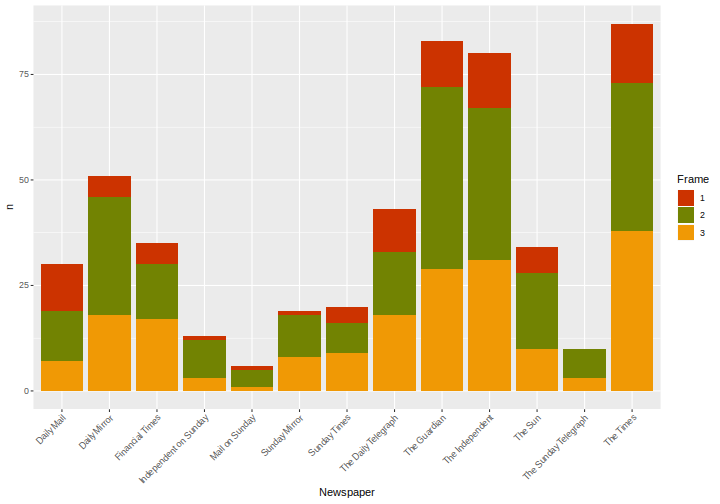 75
50
25
0
n
Daily Mail
Daily Mirror
Financial Times
Independent on Sunday
Mail on Sunday
Sunday Mirror
Sunday Times
The Daily Telegraph
The Guardian
The Independent
The Sun
The Sunday Telegraph
The Times
Newspaper
Frame
1
2
3